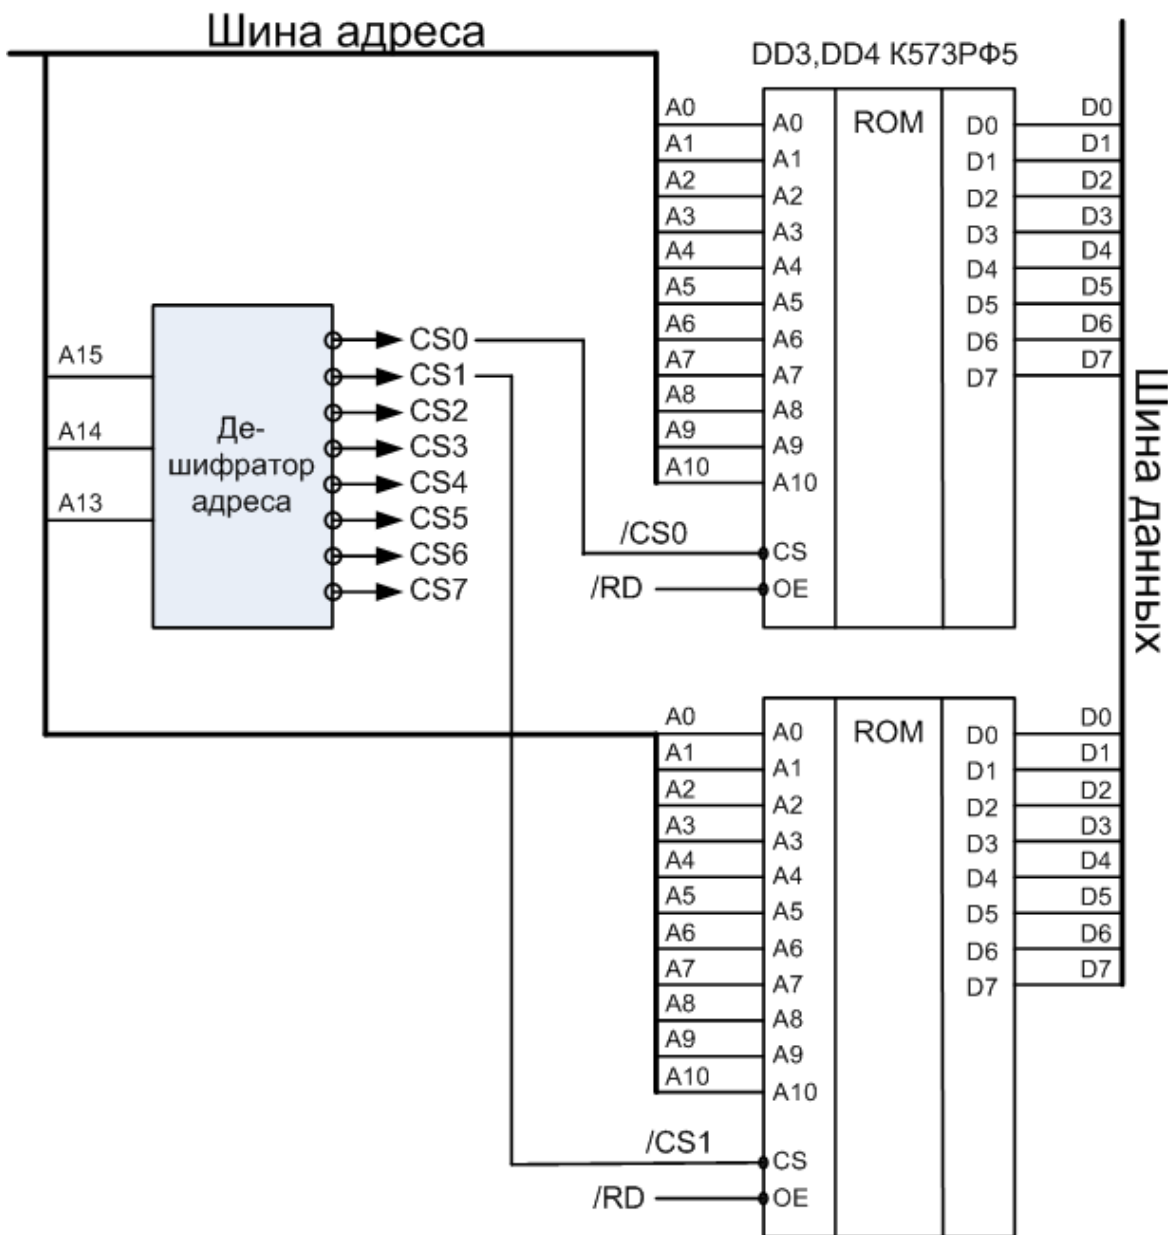 Шина адреса
DD3,DD4 К573РФ5
A0 A0 ROM D0 D0
A1 A1 D1 D1
A2 A2 D2 D2
A3 A3 D3 D3
A4 A4 D4 D4
A5 A5 D5 D5
A6 A6 D6 D6
A7 A7 D7 D7
A8 A8
A9 A9
A10 A10
/CS0 CS
/RD OE
A15
A14
A13
Де-
шифратор
адреса
CS0
CS1
CS2
CS3
CS4
CS5
CS6
CS7
Шина данных
A0 A0 ROM D0 D0
A1 A1 D1 D1
A2 A2 D2 D2
A3 A3 D3 D3
A4 A4 D4 D4
A5 A5 D5 D5
A6 A6 D6 D6
A7 A7 D7 D7
A8 A8
A9 A9
A10 A10
/CS1 CS
/RD OE